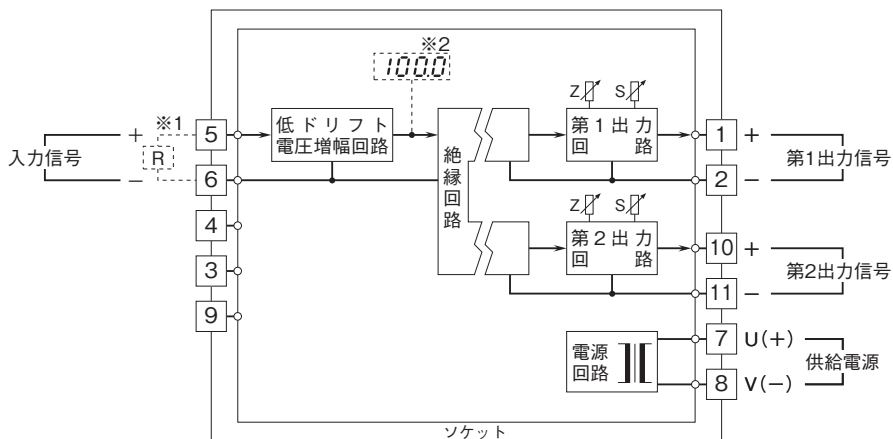 ※2
100.0
Z S
※1
+ 5 低ドリフト
電圧増幅回路
第1出力
回路
1 +
入力信号
R
絶縁回路
第1出力信号
− 6
2 −
4
Z S
3
第2出力
回路
10 +
第2出力信号
11 −
9
電源
回路
7 U(+)
供給電源
8 V(−)
ソケット